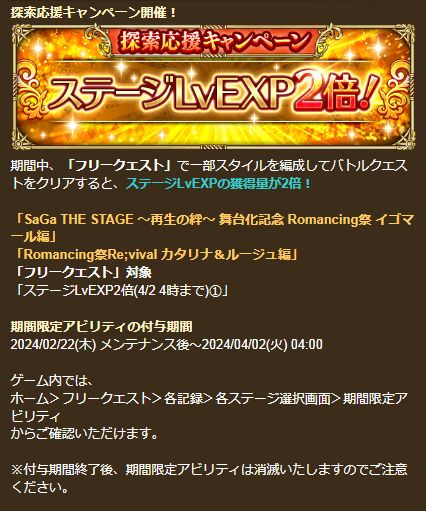 探索応援キャンペーン開催！
探索応援キャンペーン
ステージLvEXP2倍!
期間中、「フリークエスト」で一部スタイルを編成してバトルクエス
トをクリアすると、ステージLvEXPの獲得量が2倍！
「SaGa THE STAGE ～再生の絆～ 舞台化記念 Romancing祭 イゴマ
ール編」
「Romancing祭Re;vival カタリナ＆ルージュ編」
「フリークエスト」対象
「ステージLvEXP2倍(4/2 4時まで)①」
期間限定アビリティの付与期間
2024/02/22(木) メンテナンス後～2024/04/02(火) 04:00
ゲーム内では、
ホーム＞フリークエスト＞各記録＞各ステージ選択画面＞期間限定ア
ビリティ
からご確認いただけます。
※付与期間終了後、期間限定アビリティは消滅いたしますのでご注意
ください。